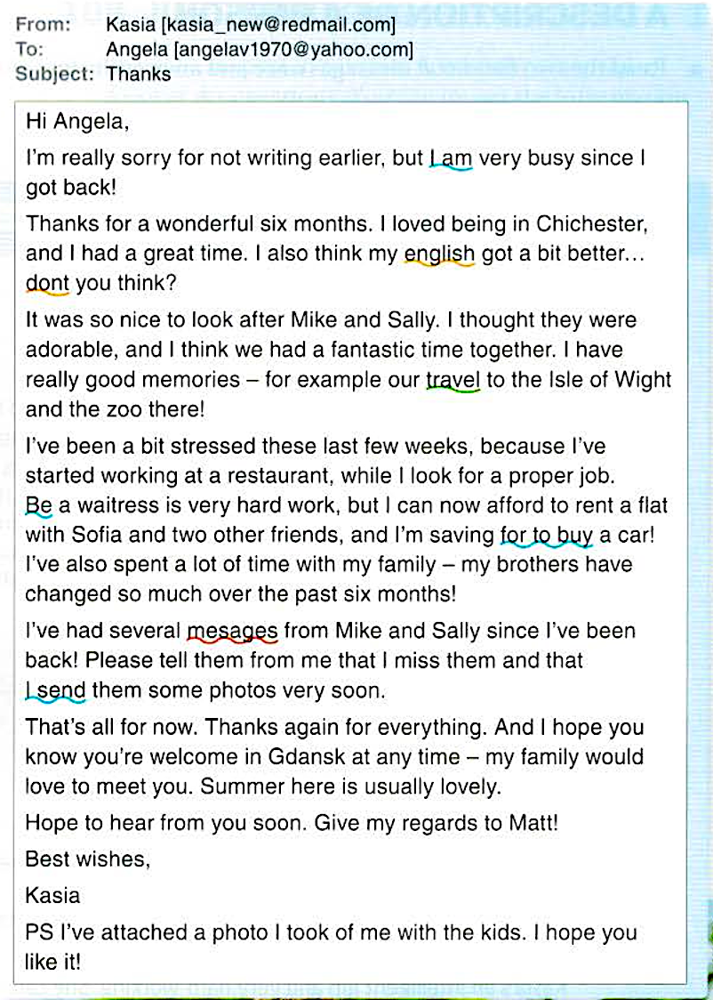 From: Kasia [kasia_new@redmail.com]
To: Angela [angelav1970@yahoo.com]
Subject: Thanks
Hi Angela,
I'm really sorry for not writing earlier, but I am very busy since I
got back!
Thanks for a wonderful six months. I loved being in Chichester,
and I had a great time. I also think my english got a bit better...
dont you think?
It was so nice to look after Mike and Sally. I thought they were
adorable, and I think we had a fantastic time together. I have
really good memories – for example our travel to the Isle of Wight
and the zoo there!
I've been a bit stressed these last few weeks, because I've
started working at a restaurant, while I look for a proper job.
Be a waitress is very hard work, but I can now afford to rent a flat
with Sofia and two other friends, and I'm saving for to buy a car!
I've also spent a lot of time with my family – my brothers have
changed so much over the past six months!
I've had several mesages from Mike and Sally since I've been
back! Please tell them from me that I miss them and that
I send them some photos very soon.
That's all for now. Thanks again for everything. And I hope you
know you're welcome in Gdansk at any time – my family would
love to meet you. Summer here is usually lovely.
Hope to hear from you soon. Give my regards to Matt!
Best wishes,
Kasia
PS I've attached a photo I took of me with the kids. I hope you
like it!